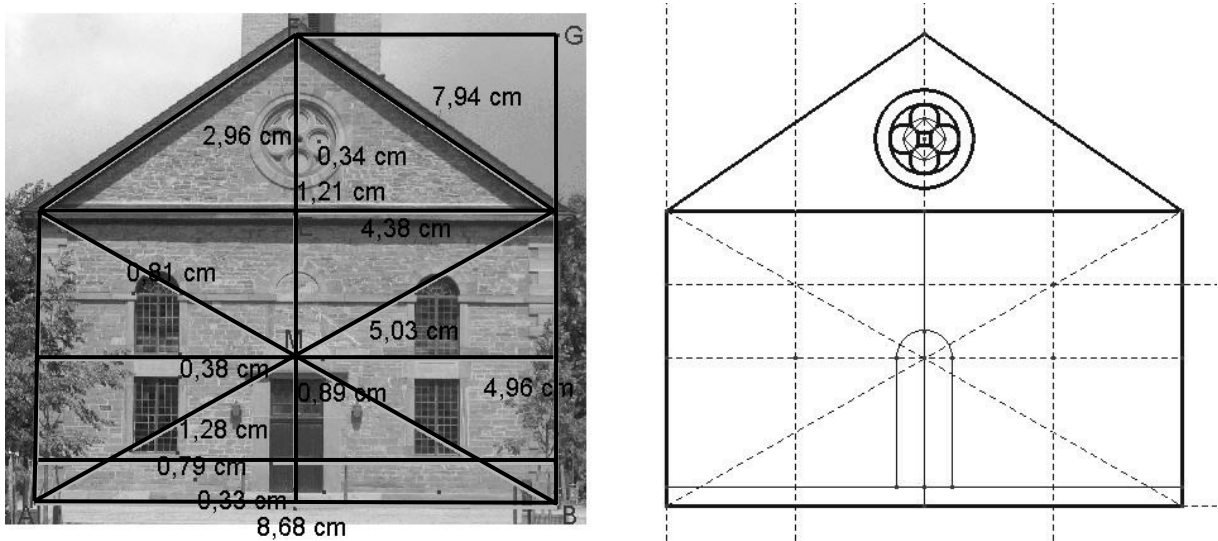 G
7,94 cm
2,96 cm
0,34 cm
1,21 cm
4,38 cm
0,81 cm
M
5,03 cm
0,38 cm
0,89 cm
4,96 cm
1,28 cm
0,79 cm
0,33 cm
A
B
8,68 cm